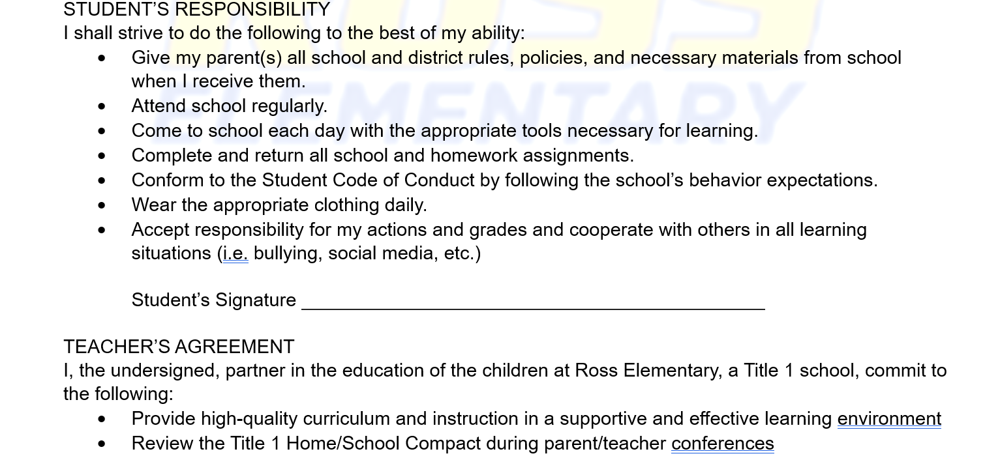 STUDENT’S RESPONSIBILITY
I shall strive to do the following to the best of my ability:
• Give my parent(s) all school and district rules, policies, and necessary materials from school
when I receive them.
• Attend school regularly.
• Come to school each day with the appropriate tools necessary for learning.
• Complete and return all school and homework assignments.
• Conform to the Student Code of Conduct by following the school’s behavior expectations.
• Wear the appropriate clothing daily.
• Accept responsibility for my actions and grades and cooperate with others in all learning
situations (i.e. bullying, social media, etc.)
Student’s Signature
TEACHER’S AGREEMENT
I, the undersigned, partner in the education of the children at Ross Elementary, a Title 1 school, commit to
the following:
• Provide high-quality curriculum and instruction in a supportive and effective learning environment
• Review the Title 1 Home/School Compact during parent/teacher conferences
ROSS
ELEMENTARY